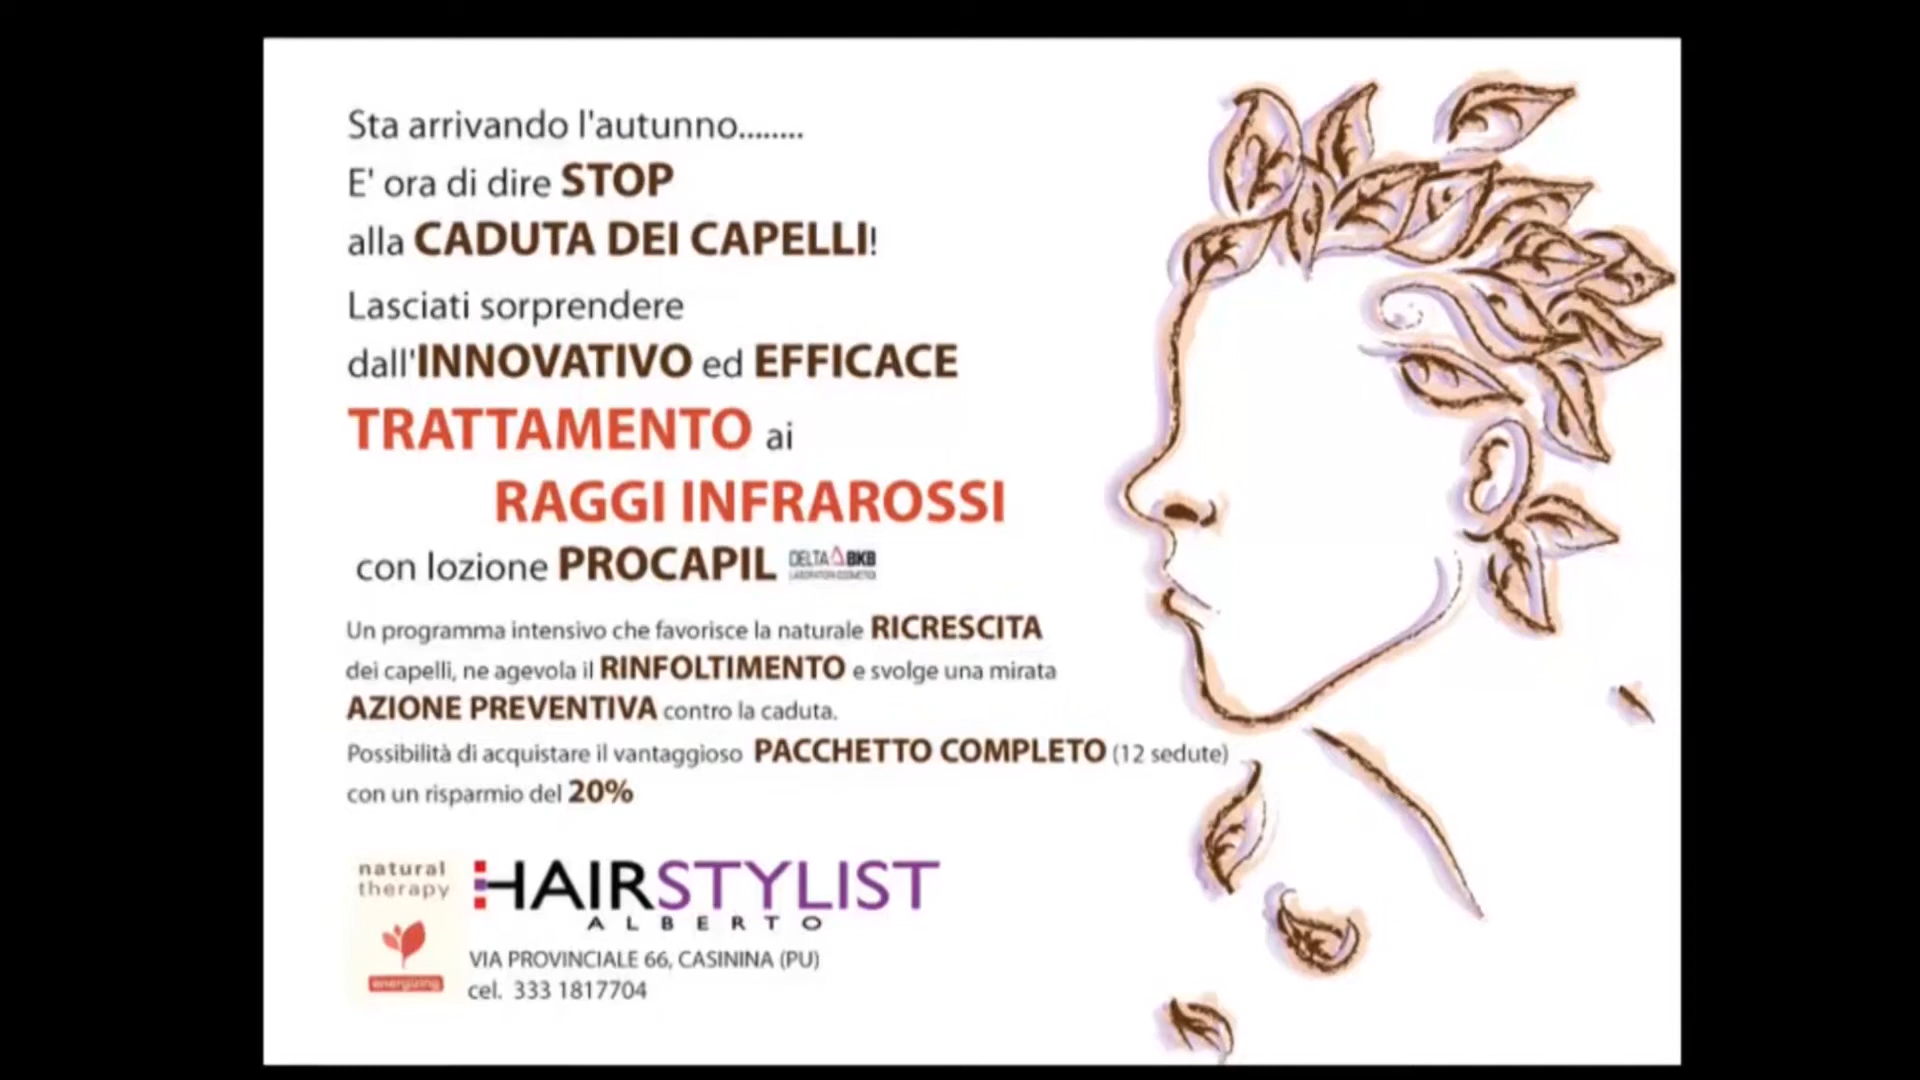 Sta arrivando l'autunno........
E' ora di dire STOP
alla CADUTA DEI CAPELLI!
Lasciati sorprendere
dall'INNOVATIVO ed EFFICACE
TRATTAMENTO ai
RAGGI INFRAROSSI
con lozione PROCAPIL DELTA BKB
LABORATORI COSMETICI
Un programma intensivo che favorisce la naturale RICRESCITA
dei capelli, ne agevola il RINFOLTIMENTO e svolge una mirata
AZIONE PREVENTIVA contro la caduta.
Possibilità di acquistare il vantaggioso PACCHETTO COMPLETO (12 sedute)
con un risparmio del 20%
natural
therapy
energizing
HAIRSTYLIST
ALBERTO
VIA PROVINCIALE 66, CASININA (PU)
cel. 333 1817704